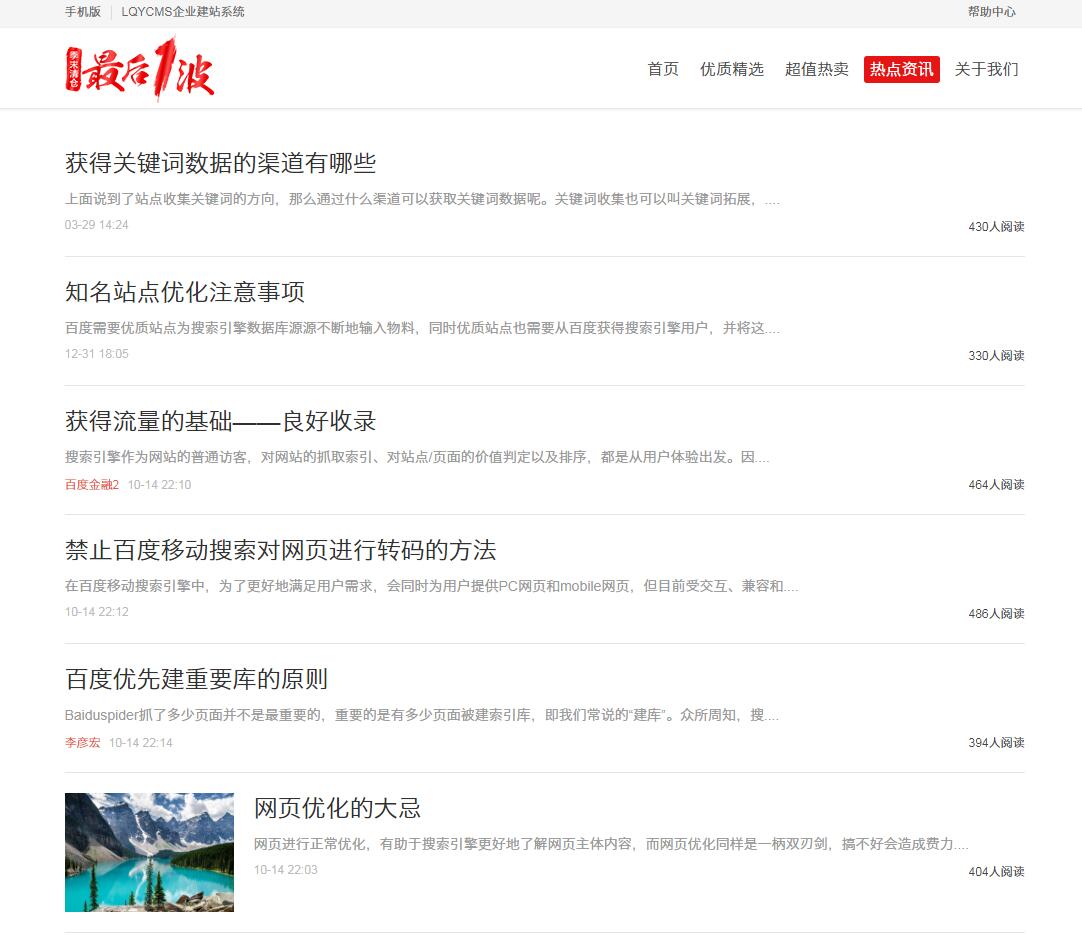 手机版 LQYCMS企业建站系统 帮助中心
季末清仓 最后1波
首页 优质精选 超值热卖 热点资讯 关于我们
获得关键词数据的渠道有哪些
上面说到了站点收集关键词的方向，那么通过什么渠道可以获取关键词数据呢。关键词收集也可以叫关键词拓展，....
03-29 14:24 430人阅读
知名站点优化注意事项
百度需要优质站点为搜索引擎数据库源源不断地输入物料，同时优质站点也需要从百度获得搜索引擎用户，并将这....
12-31 18:05 330人阅读
获得流量的基础——良好收录
搜索引擎作为网站的普通访客，对网站的抓取索引、对站点/页面的价值判定以及排序，都是从用户体验出发。因....
百度金融2 10-14 22:10 464人阅读
禁止百度移动搜索对网页进行转码的方法
在百度移动搜索引擎中，为了更好地满足用户需求，会同时为用户提供PC网页和mobile网页，但目前受交互、兼容和....
10-14 22:12 486人阅读
百度优先建重要库的原则
Baiduspider抓了多少页面并不是最重要的，重要的是有多少页面被建索引库，即我们常说的“建库”。众所周知，搜....
李彦宏 10-14 22:14 394人阅读
网页优化的大忌
网页进行正常优化，有助于搜索引擎更好地了解网页主体内容，而网页优化同样是一柄双刃剑，搞不好会造成费力....
10-14 22:03 404人阅读